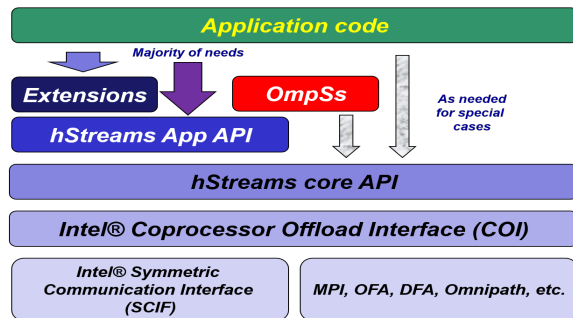 Application code
Majority of needs
Extensions
OmpSs
As needed
for special
cases
hStreams App API
hStreams core API
Intel® Coprocessor Offload Interface (COI)
Intel® Symmetric
Communication Interface
(SCIF)
MPI, OFA, DFA, Omnipath, etc.